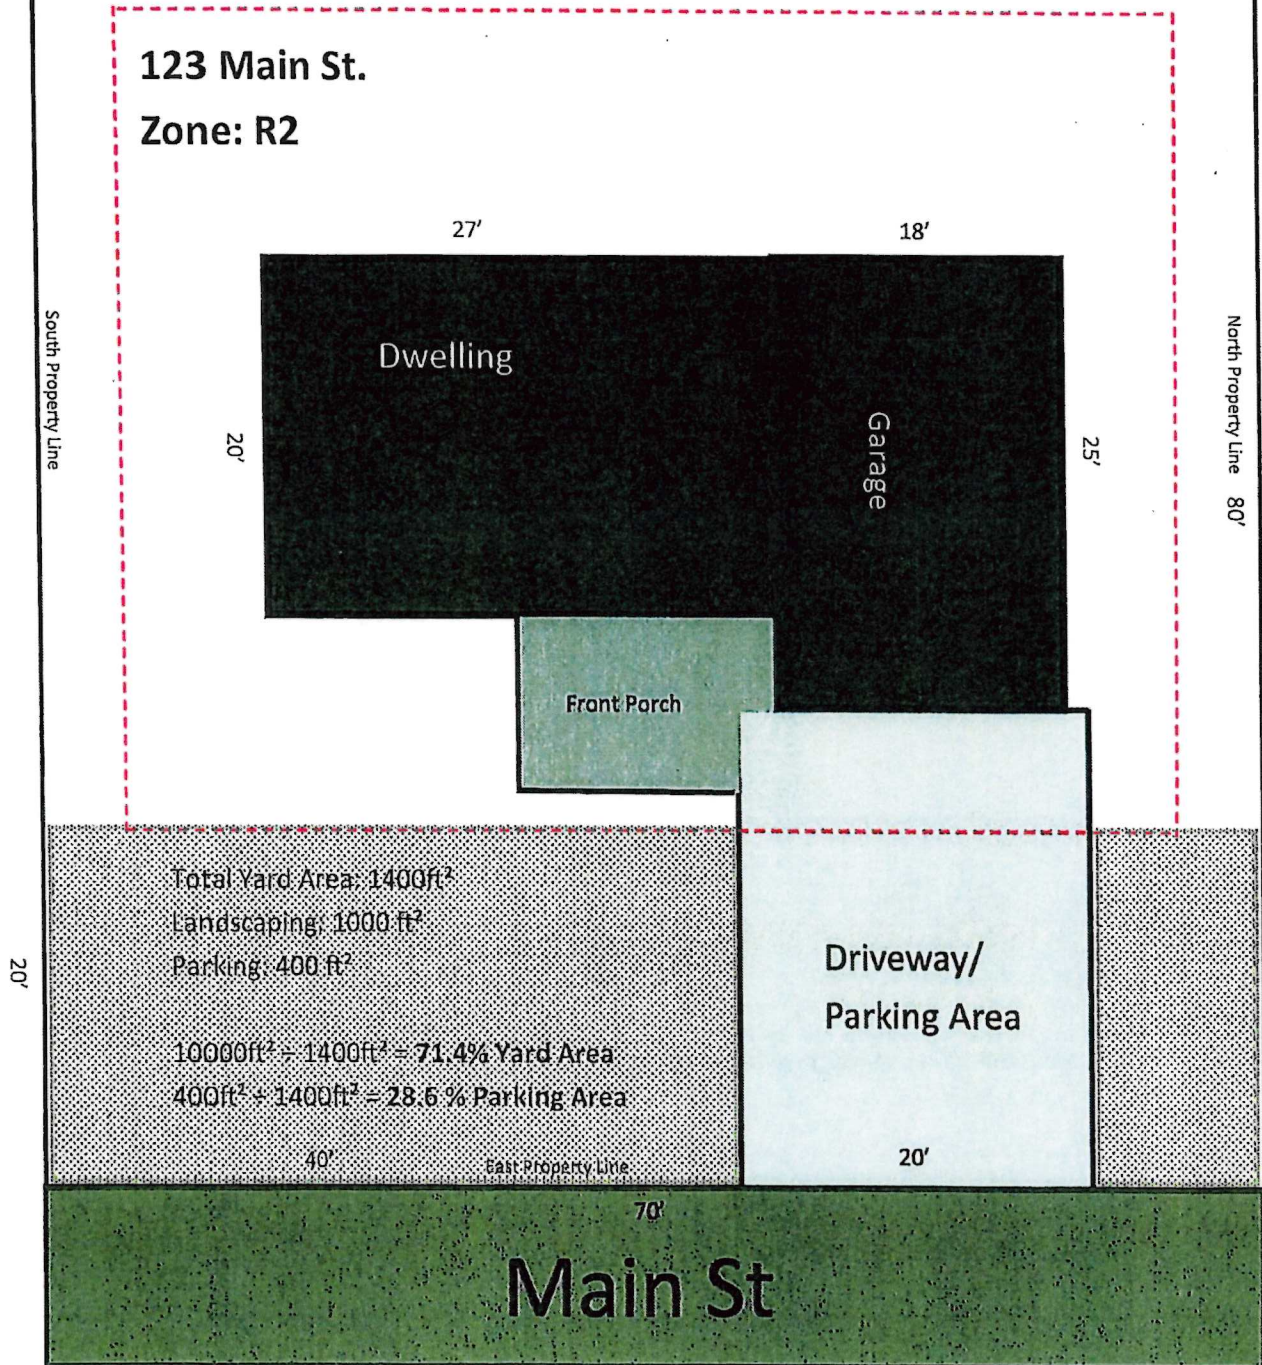 123 Main St.
Zone: R2
27'
18'
Dwelling
Garage
20'
25'
South Property Line
North Property Line 80'
Front Porch
Total Yard Area: 1400ft²
Landscaping: 1000 ft²
Parking: 400 ft²
20'
Driveway/
Parking Area
10000ft² ÷ 1400ft² = 71.4% Yard Area
400ft² ÷ 1400ft² = 28.6 % Parking Area
40'
East Property Line
20'
70'
Main St